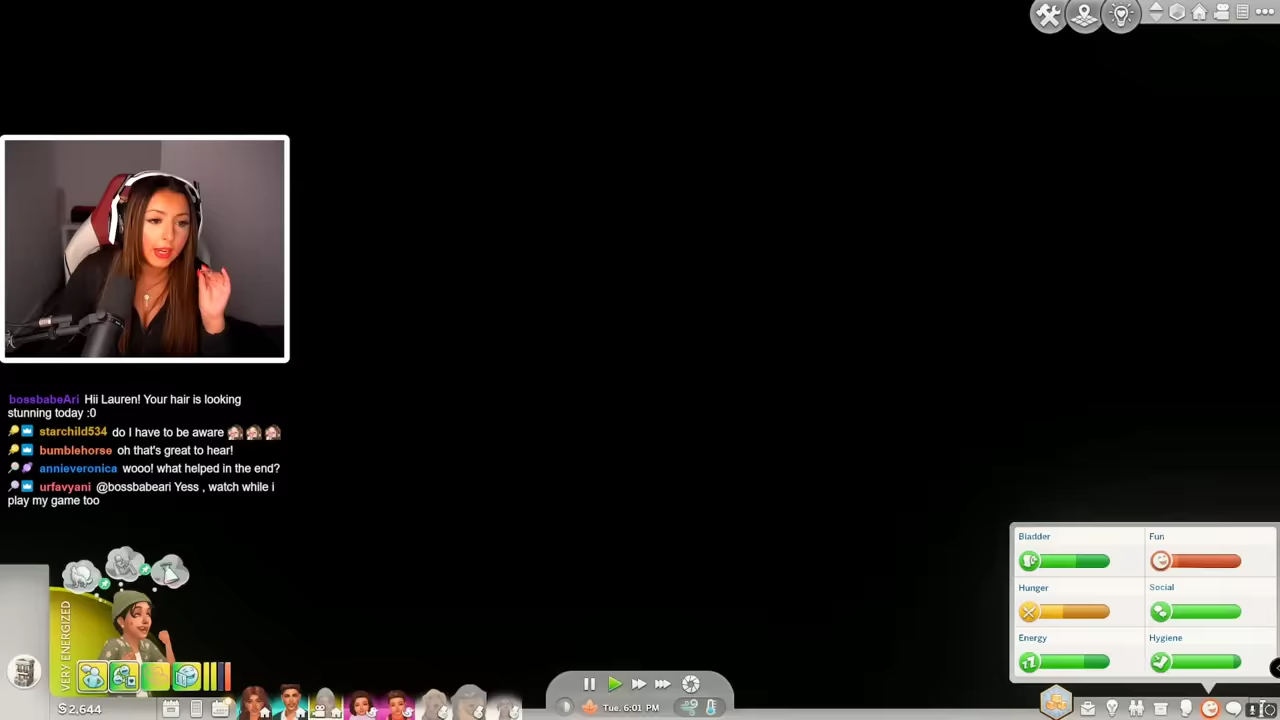 bossbabeAri Hii Lauren! Your hair is looking
stunning today :0
starchild534 do I have to be aware
bumblehorse oh that's great to hear!
annieveronica wooo! what helped in the end?
urfavyani @bossbabeari Yess , watch while i
play my game too
VERY ENERGIZED
$2,644
Tue. 6:01 PM
Bladder Fun
Hunger Social
Energy Hygiene